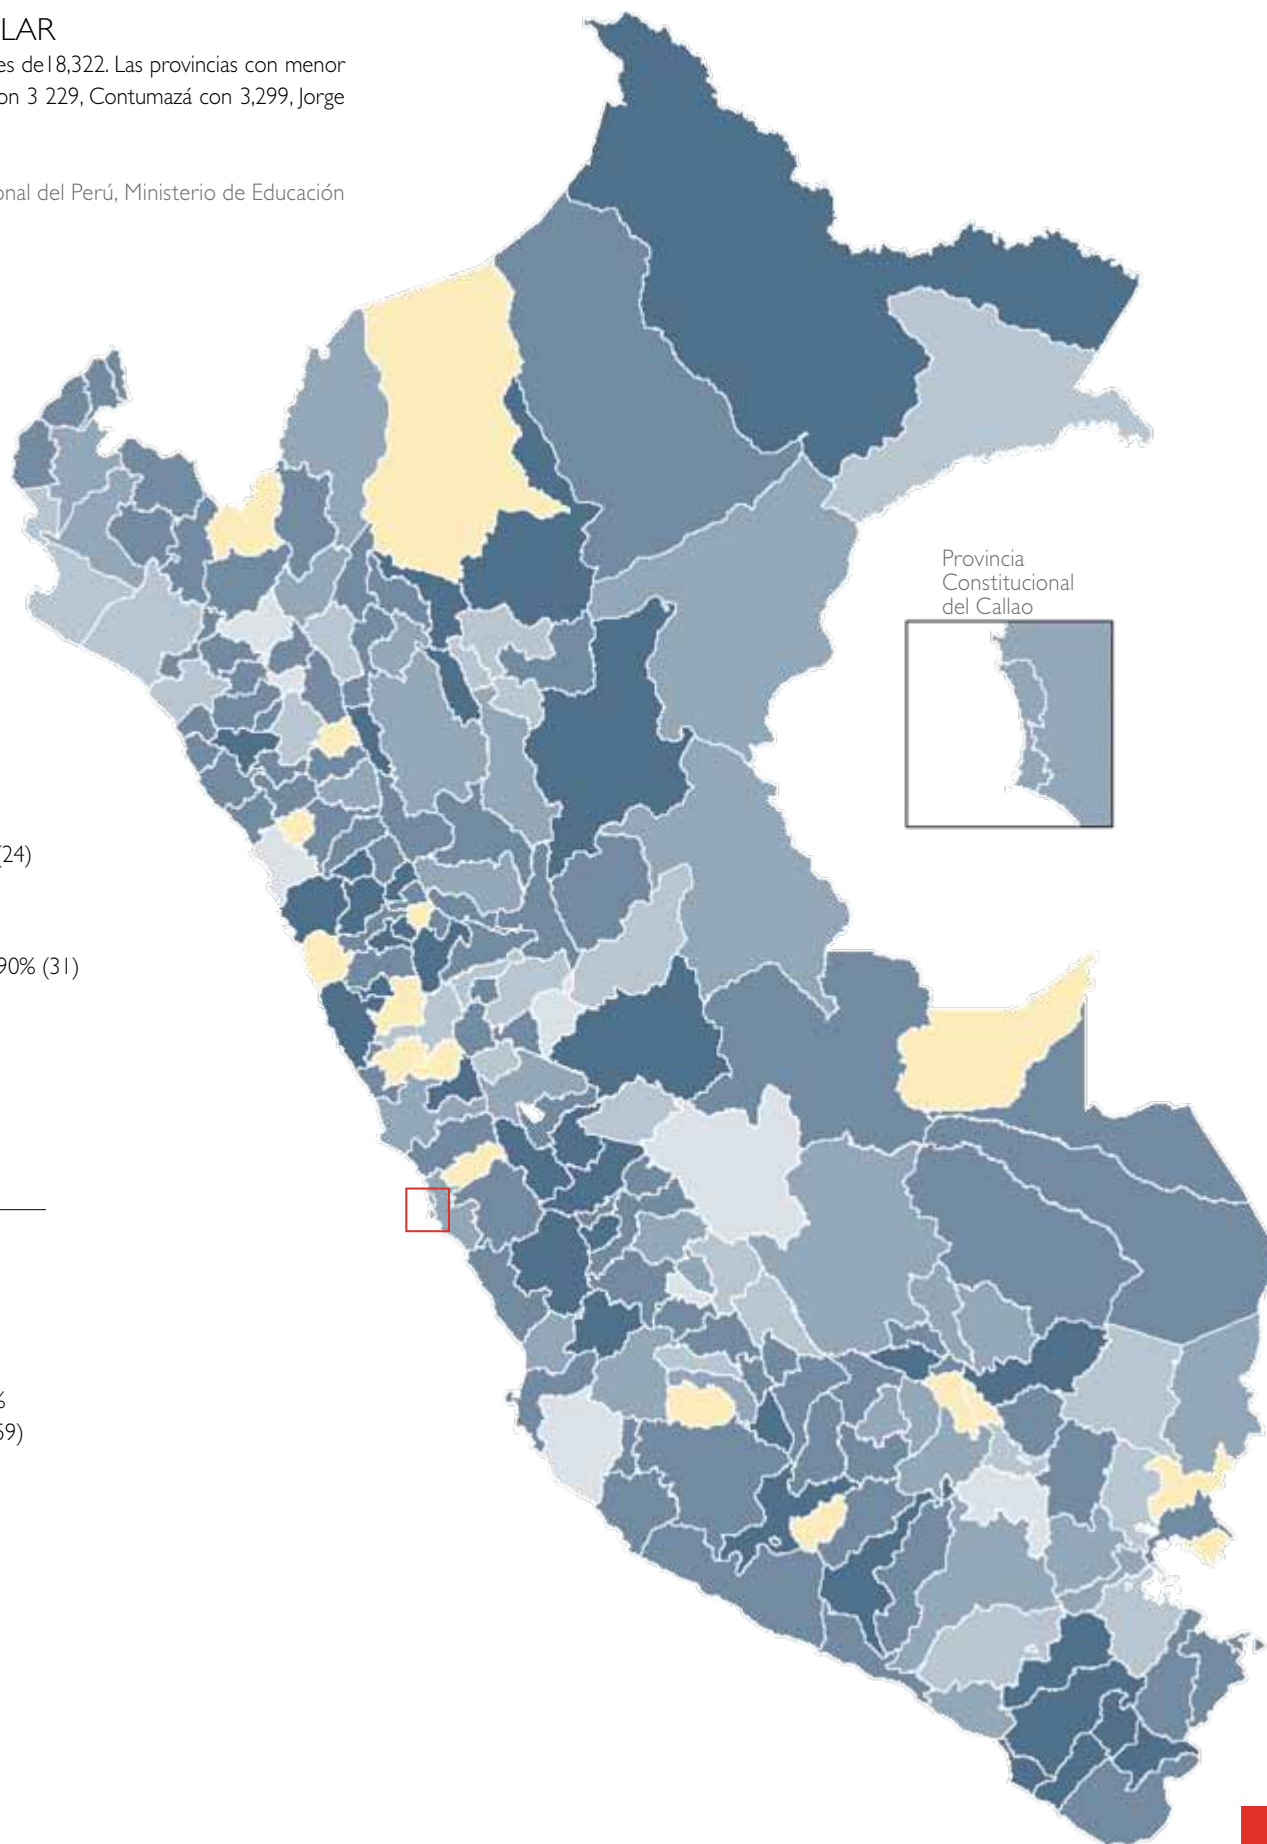 LAR
es de18,322. Las provincias con menor
on 3 229, Contumazá con 3,299, Jorge
onal del Perú, Ministerio de Educación
Provincia
Constitucional
del Callao
(24)
90% (31)
%
59)